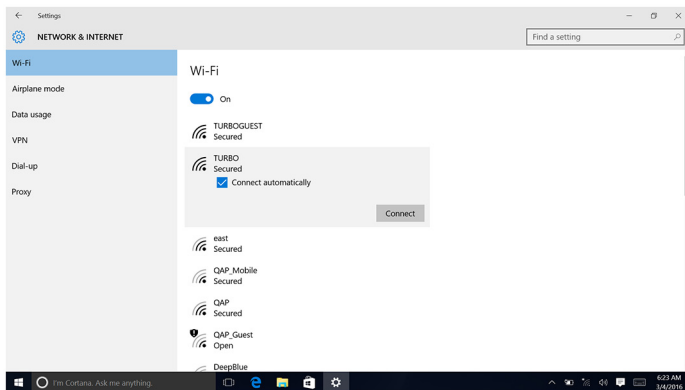 Settings
NETWORK & INTERNET
Find a setting
Wi-Fi
Airplane mode
Data usage
VPN
Dial-up
Proxy
Wi-Fi
On
TURBOGUEST
Secured
TURBO
Secured
Connect automatically
Connect
east
Secured
QAP_Mobile
Secured
QAP
Secured
QAP_Guest
Open
DeepBlue
I'm Cortana. Ask me anything.
6:23 AM
3/4/2016